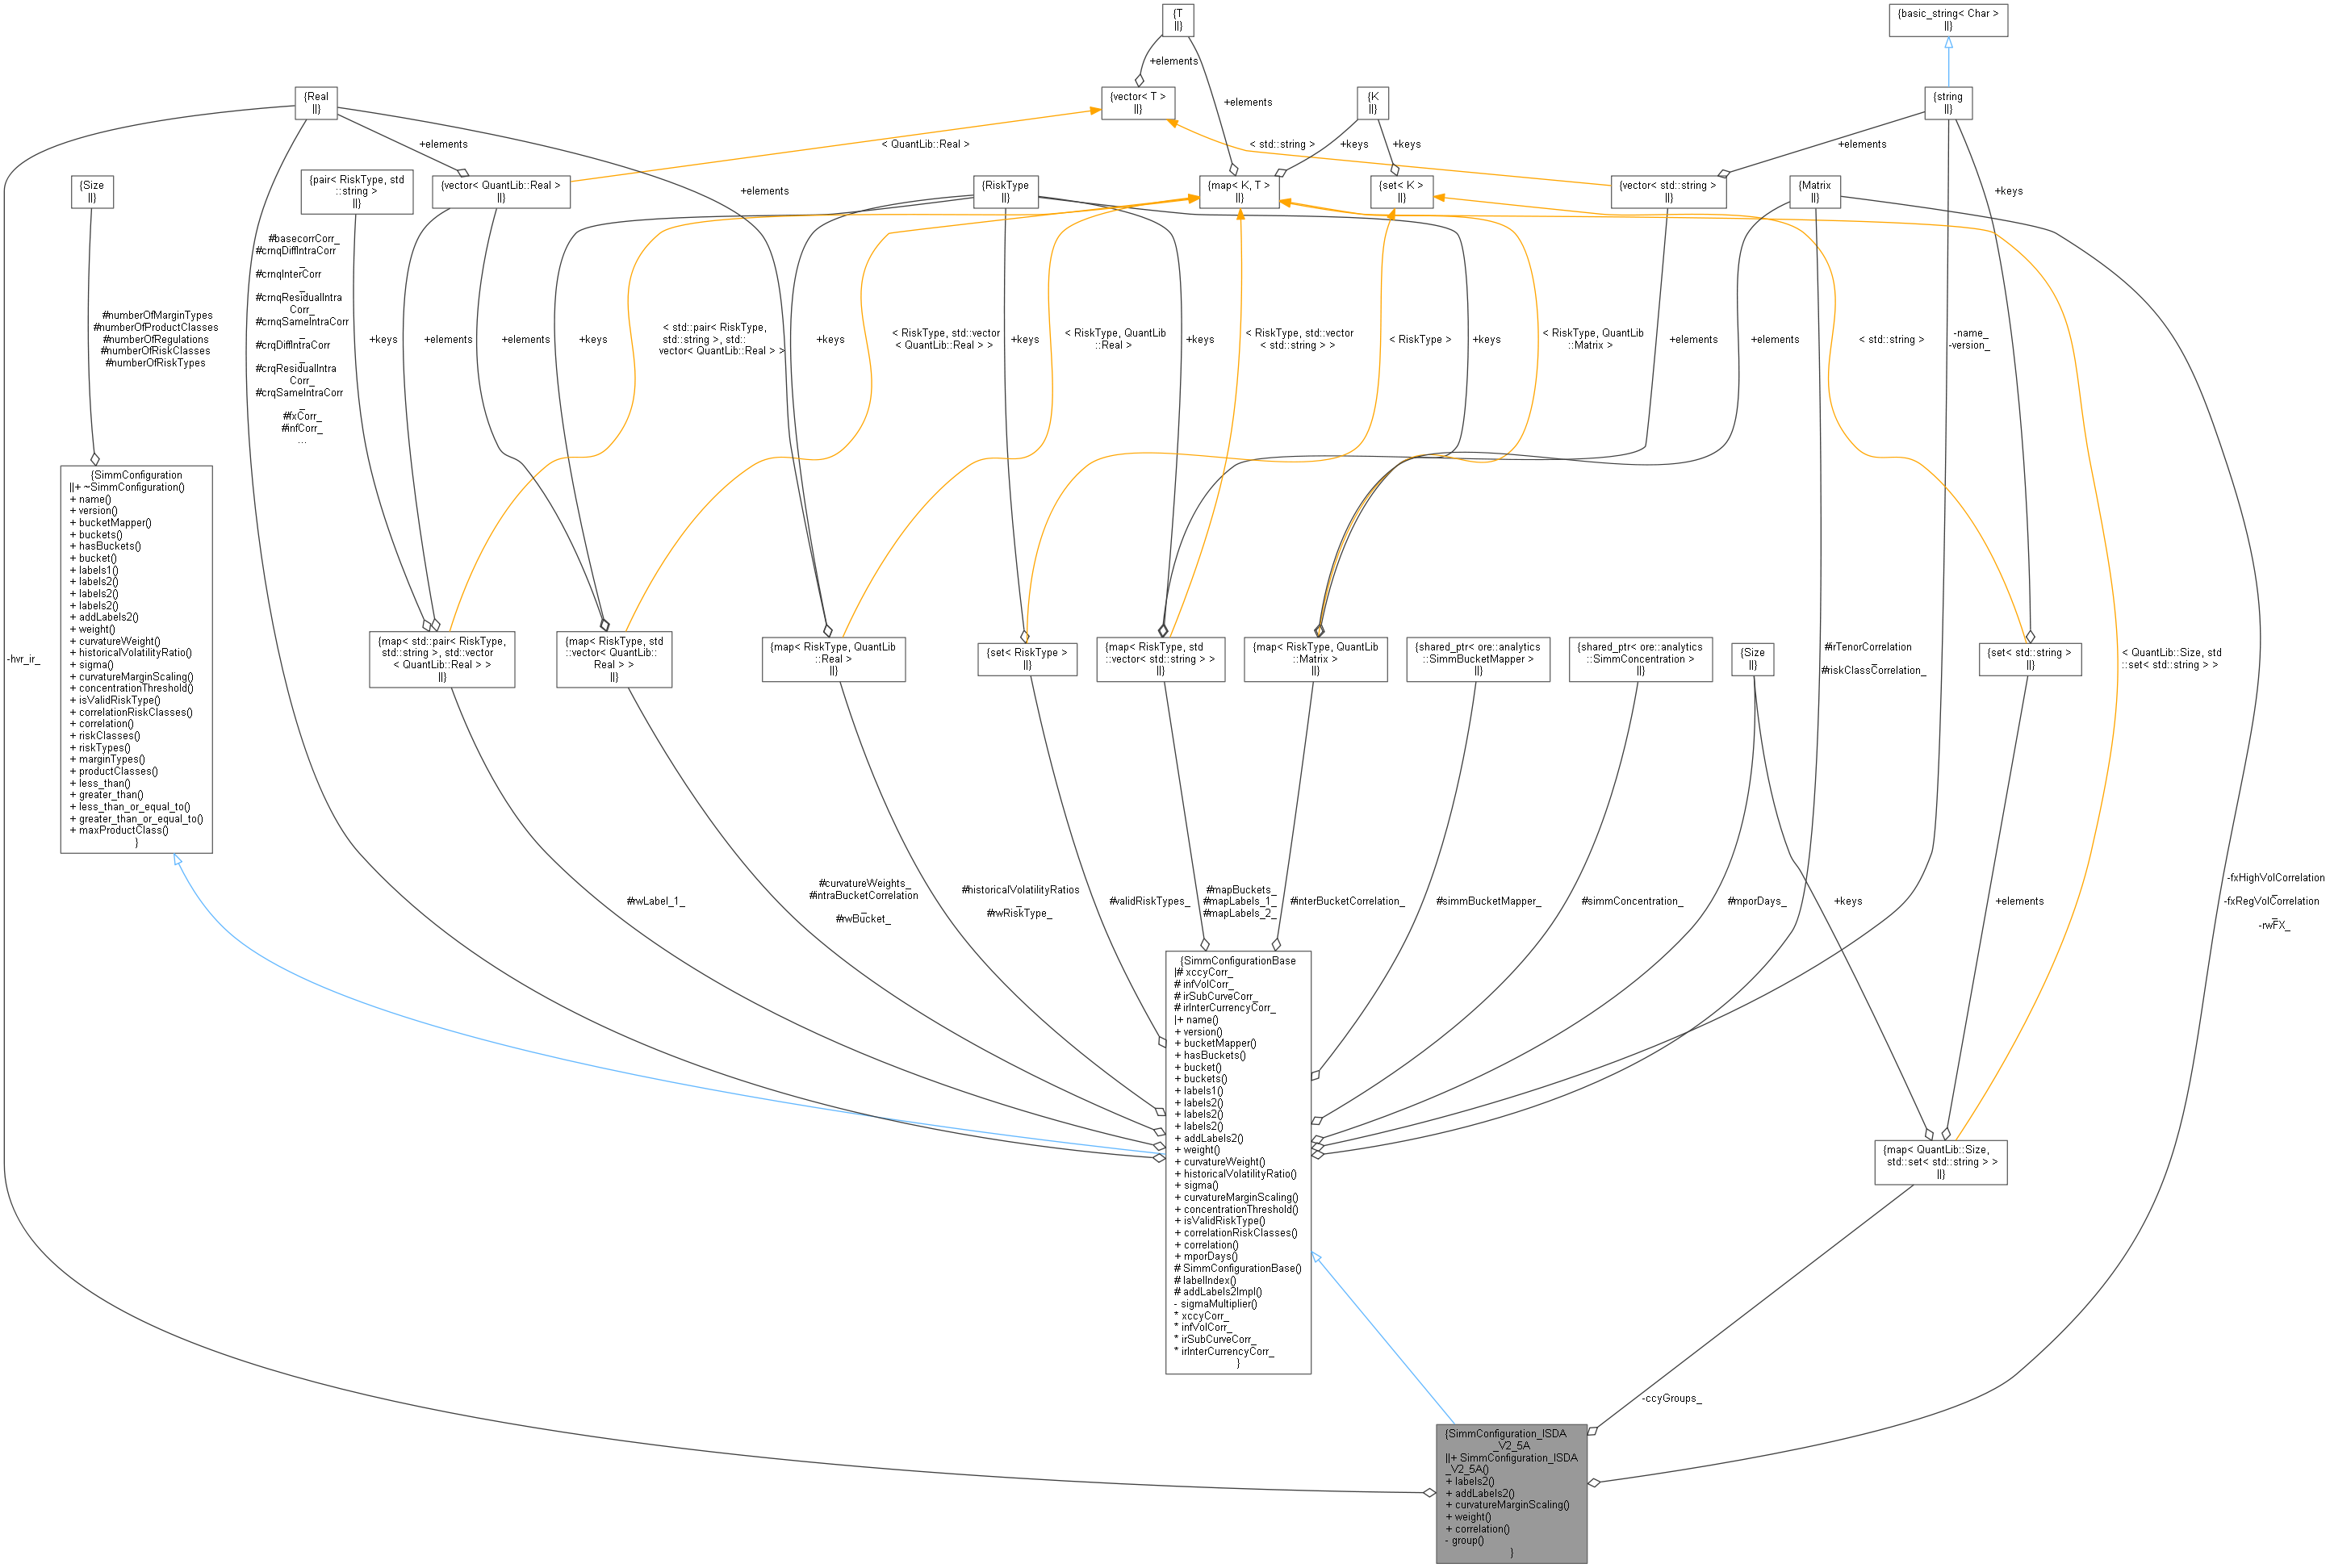 {T
||}
{basic_string< Char >
||}
+elements
{Real
||}
{vector< T >
||}
{K
||}
{string
||}
+elements
+elements
< QuantLib::Real >
+keys
+keys
< std::string >
+elements
{Size
||}
{pair< RiskType, std
::string >
||}
{vector< QuantLib::Real >
||}
+elements
{RiskType
||}
{map< K, T >
||}
{set< K >
||}
{vector< std::string >
||}
{Matrix
||}
+keys
#basecorrCorr_
#crnqDiffIntraCorr
_
#crnqInterCorr
_
#crnqResidualIntra
Corr_
#crnqSameIntraCorr
_
#crqDiffIntraCorr
_
#crqResidualIntra
Corr_
#crqSameIntraCorr
_
#fxCorr_
#infCorr_
...
#numberOfMarginTypes
#numberOfProductClasses
#numberOfRegulations
#numberOfRiskClasses
#numberOfRiskTypes
+keys
+elements
+elements
+keys
< std::pair< RiskType,
std::string >, std::
vector< QuantLib::Real > >
+keys
< RiskType, std::vector
< QuantLib::Real > >
+keys
< RiskType, QuantLib
::Real >
+keys
< RiskType, std::vector
< std::string > >
< RiskType >
+keys
< RiskType, QuantLib
::Matrix >
+elements
+elements
< std::string >
-name_
-version_
{SimmConfiguration
||+ ~SimmConfiguration()
+ name()
+ version()
+ bucketMapper()
+ buckets()
+ hasBuckets()
+ bucket()
+ labels1()
+ labels2()
+ labels2()
+ labels2()
+ addLabels2()
+ weight()
+ curvatureWeight()
+ historicalVolatilityRatio()
+ sigma()
+ curvatureMarginScaling()
+ concentrationThreshold()
+ isValidRiskType()
+ correlationRiskClasses()
+ correlation()
+ riskClasses()
+ riskTypes()
+ marginTypes()
+ productClasses()
+ less_than()
+ greater_than()
+ less_than_or_equal_to()
+ greater_than_or_equal_to()
+ maxProductClass()
}
-hvr_ir_
{map< std::pair< RiskType,
std::string >, std::vector
< QuantLib::Real > >
||}
{map< RiskType, std
::vector< QuantLib::
Real > >
||}
{map< RiskType, QuantLib
::Real >
||}
{set< RiskType >
||}
{map< RiskType, std
::vector< std::string > >
||}
{map< RiskType, QuantLib
::Matrix >
||}
{shared_ptr< ore::analytics
::SimmBucketMapper >
||}
{shared_ptr< ore::analytics
::SimmConcentration >
||}
{Size
||}
#irTenorCorrelation
_
#riskClassCorrelation_
{set< std::string >
||}
< QuantLib::Size, std
::set< std::string > >
#rwLabel_1_
#curvatureWeights_
#intraBucketCorrelation
_
#rwBucket_
#historicalVolatilityRatios
_
#rwRiskType_
#validRiskTypes_
#mapBuckets_
#mapLabels_1_
#mapLabels_2_
#interBucketCorrelation_
#simmBucketMapper_
#simmConcentration_
#mporDays_
+keys
+elements
-fxHighVolCorrelation
_
-fxRegVolCorrelation
_
-rwFX_
{SimmConfigurationBase
|# xccyCorr_
# infVolCorr_
# irSubCurveCorr_
# irInterCurrencyCorr_
|+ name()
+ version()
+ bucketMapper()
+ hasBuckets()
+ bucket()
+ buckets()
+ labels1()
+ labels2()
+ labels2()
+ labels2()
+ addLabels2()
+ weight()
+ curvatureWeight()
+ historicalVolatilityRatio()
+ sigma()
+ curvatureMarginScaling()
+ concentrationThreshold()
+ isValidRiskType()
+ correlationRiskClasses()
+ correlation()
+ mporDays()
# SimmConfigurationBase()
# labelIndex()
# addLabels2Impl()
- sigmaMultiplier()
* xccyCorr_
* infVolCorr_
* irSubCurveCorr_
* irInterCurrencyCorr_
}
{map< QuantLib::Size,
std::set< std::string > >
||}
-ccyGroups_
{SimmConfiguration_ISDA
_V2_5A
||+ SimmConfiguration_ISDA
_V2_5A()
+ labels2()
+ addLabels2()
+ curvatureMarginScaling()
+ weight()
+ correlation()
- group()
}